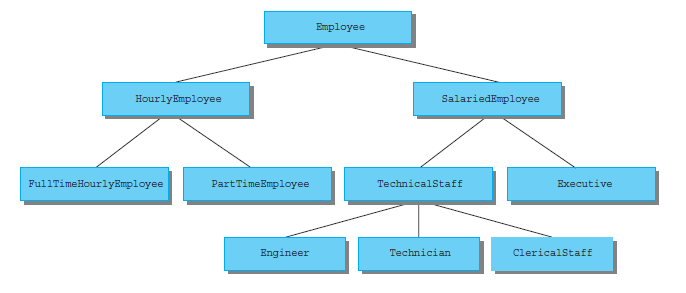 Employee
HourlyEmployee
SalariedEmployee
FullTimeHourlyEmployee
PartTimeEmployee
TechnicalStaff
Executive
Engineer
Technician
ClericalStaff